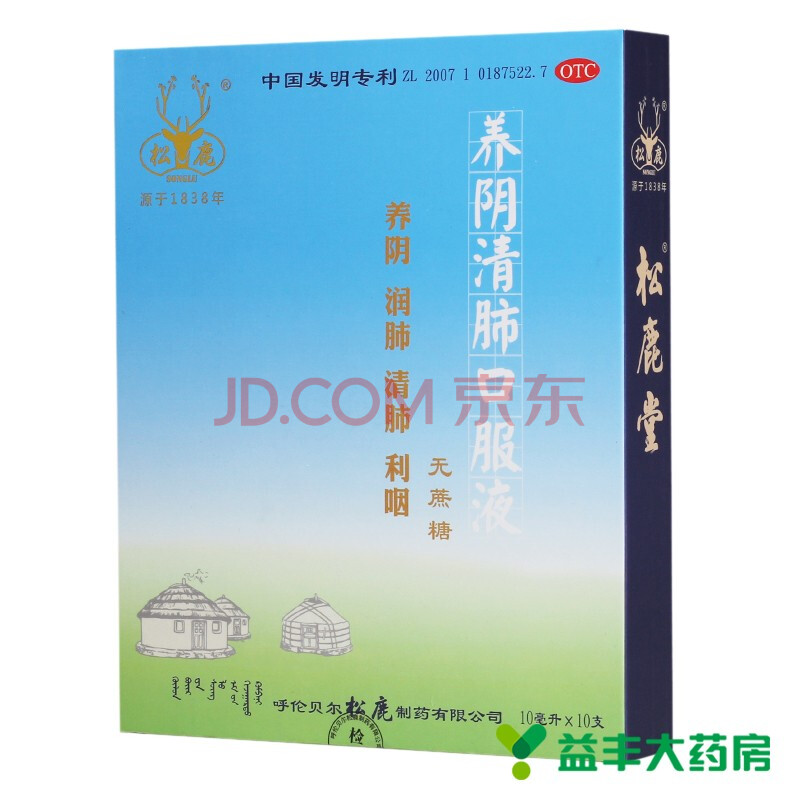 中国发明专利 ZL 2007 1 0187522.7 OTC
松鹿
SONGLU
源于1838年
养阴清肺口服液
养阴 润肺 清肺 利咽
无蔗糖
呼伦贝尔松鹿制药有限公司
10毫升×10支
检
松鹿
源于1838年
松鹿堂
JD.COM 京东
益丰大药房